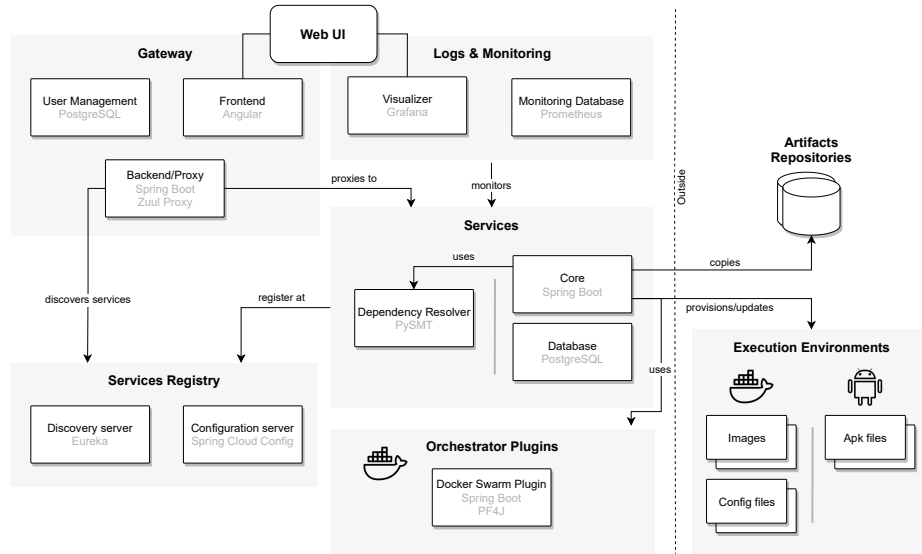 Web UI
Gateway
Logs & Monitoring
User Management
PostgreSQL
Frontend
Angular
Visualizer
Grafana
Monitoring Database
Prometheus
Backend/Proxy
Spring Boot
Zuul Proxy
proxies to
monitors
Outside
Artifacts
Repositories
Services
uses
copies
Core
Spring Boot
discovers services
register at
Dependency Resolver
PySMT
provisions/updates
Database
PostgreSQL
uses
Execution Environments
Services Registry
Discovery server
Eureka
Configuration server
Spring Cloud Config
Images
Apk files
Config files
Orchestrator Plugins
Docker Swarm Plugin
Spring Boot
PF4J